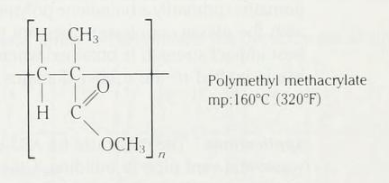 H CH₃
C–C
O
H C
OCH₃ n
Polymethyl methacrylate
mp:160°C (320°F)